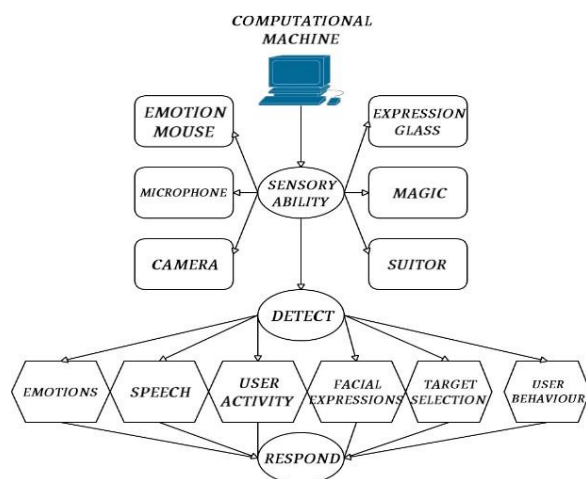 COMPUTATIONAL
MACHINE
EMOTION
MOUSE
EXPRESSION
GLASS
MICROPHONE
SENSORY
ABILITY
MAGIC
CAMERA
SUITOR
DETECT
EMOTIONS
SPEECH
USER
ACTIVITY
FACIAL
EXPRESSIONS
TARGET
SELECTION
USER
BEHAVIOUR
RESPOND